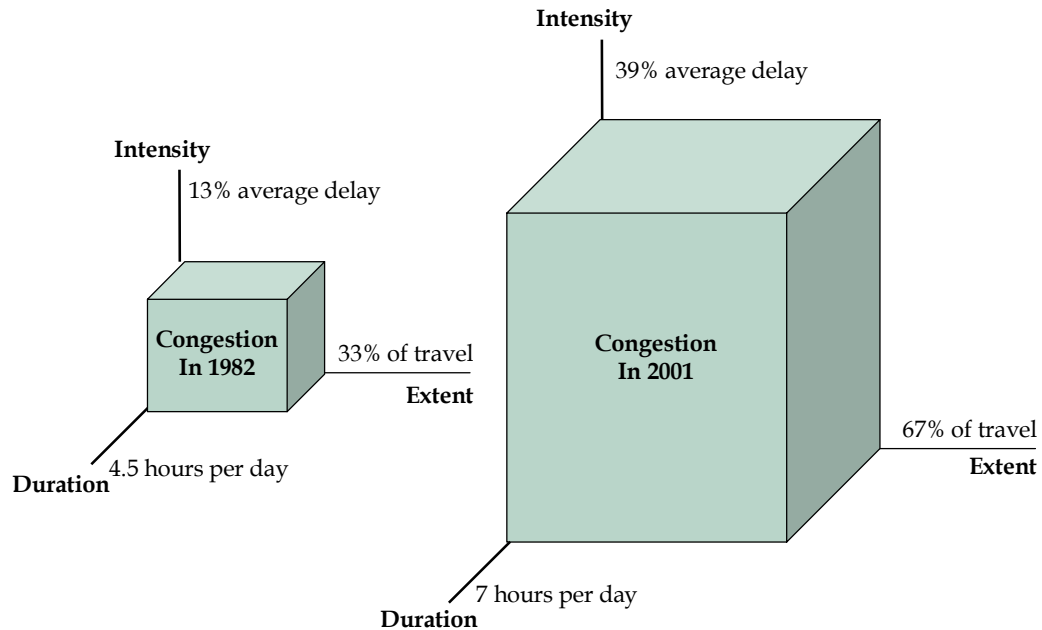 Intensity
13% average delay
Congestion
In 1982
33% of travel
Extent
4.5 hours per day
Duration
Intensity
39% average delay
Congestion
In 2001
67% of travel
Extent
7 hours per day
Duration